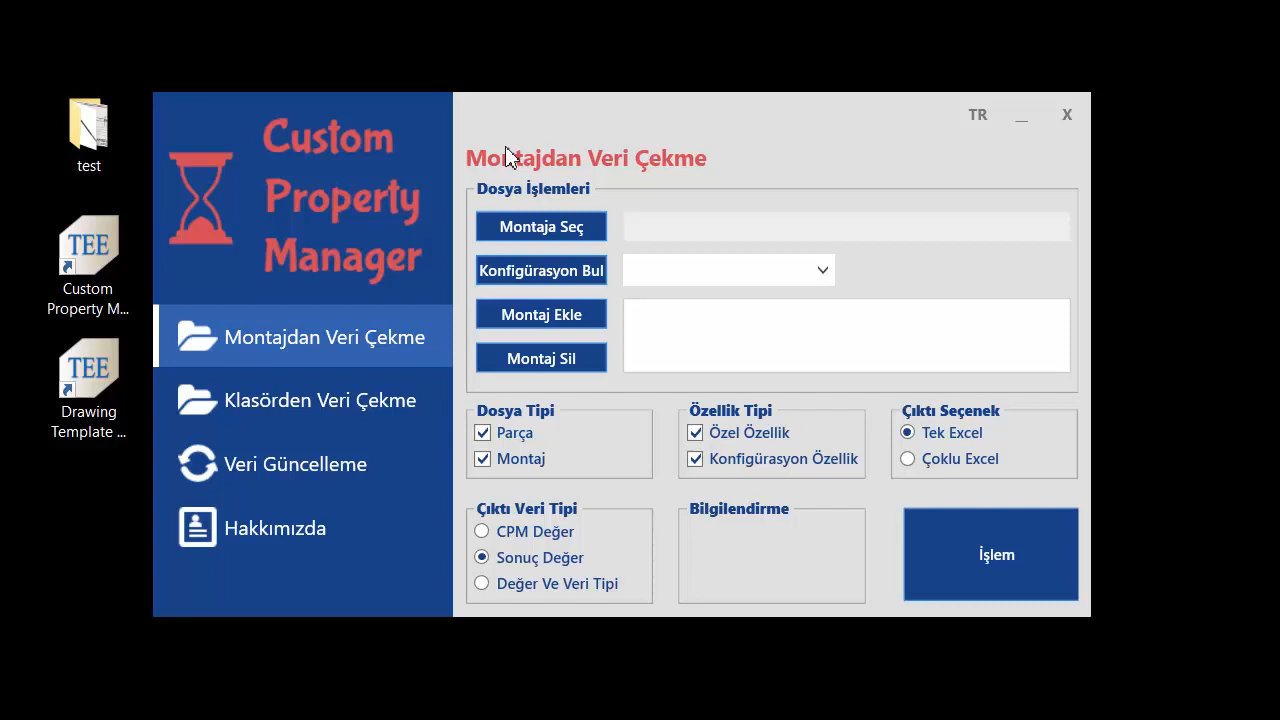 test
TEE
Custom
Property M...
TEE
Drawing
Template ...
Custom
Property
Manager
Montajdan Veri Çekme
Klasörden Veri Çekme
Veri Güncelleme
Hakkımızda
TR
X
Montajdan Veri Çekme
Dosya İşlemleri
Montaja Seç
Konfigürasyon Bul
Montaj Ekle
Montaj Sil
Dosya Tipi
Parça
Montaj
Özellik Tipi
Özel Özellik
Konfigürasyon Özellik
Çıktı Seçenek
Tek Excel
Çoklu Excel
Çıktı Veri Tipi
CPM Değer
Sonuç Değer
Değer Ve Veri Tipi
Bilgilendirme
İşlem